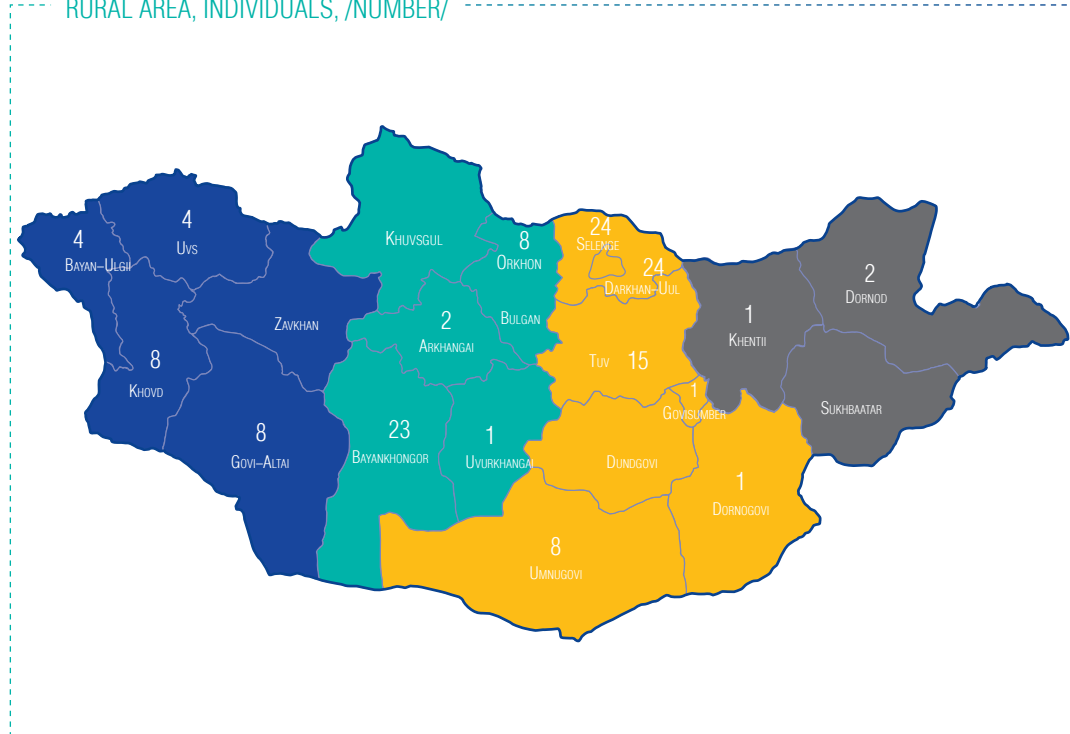 RURAL AREA, INDIVIDUALS, /NUMBER/
4
Bayan–Ulgii
4
Uvs
Zavkhan
8
Khovd
8
Govi–Altai
Khuvsgul
8
Orkhon
Bulgan
2
Arkhangai
23
Bayankhongor
1
Uvurkhangai
24
Selenge
24
Darkhan–Uul
Tuv 15
1
Govisumber
Dundgovi
1
Dornogovi
8
Umnugovi
1
Khentii
2
Dornod
Sukhbaatar